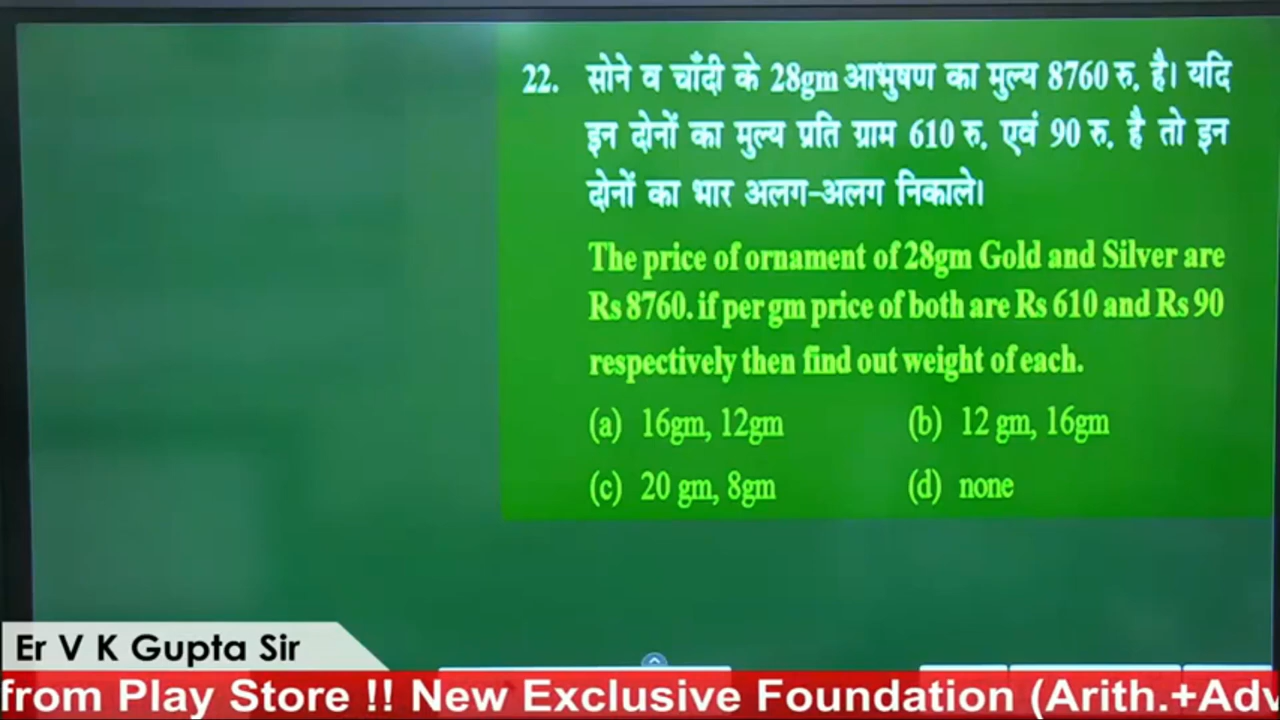 22. सोने व चाँदी के 28gm आभुषण का मुल्य 8760 रु. है। यदि
इन दोनों का मुल्य प्रति ग्राम 610 रु. एवं 90 रु. है तो इन
दोनों का भार अलग-अलग निकाले।
The price of ornament of 28gm Gold and Silver are
Rs 8760. if per gm price of both are Rs 610 and Rs 90
respectively then find out weight of each.
(a) 16gm, 12gm (b) 12 gm, 16gm
(c) 20 gm, 8gm (d) none
Er V K Gupta Sir
from Play Store !! New Exclusive Foundation (Arith.+Adv